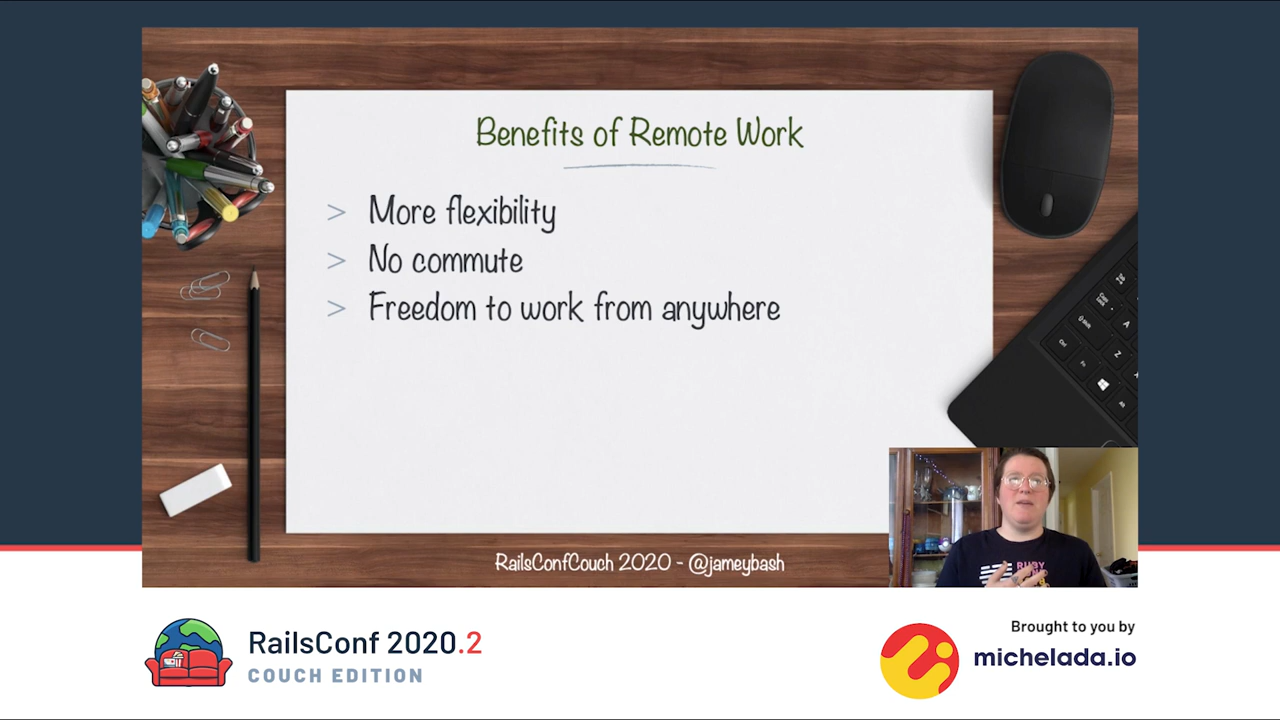 Benefits of Remote Work
> More flexibility
> No commute
> Freedom to work from anywhere
RailsConfCouch 2020 - @jameybash
RUBY
RailsConf 2020.2
COUCH EDITION
Brought to you by
michelada.io